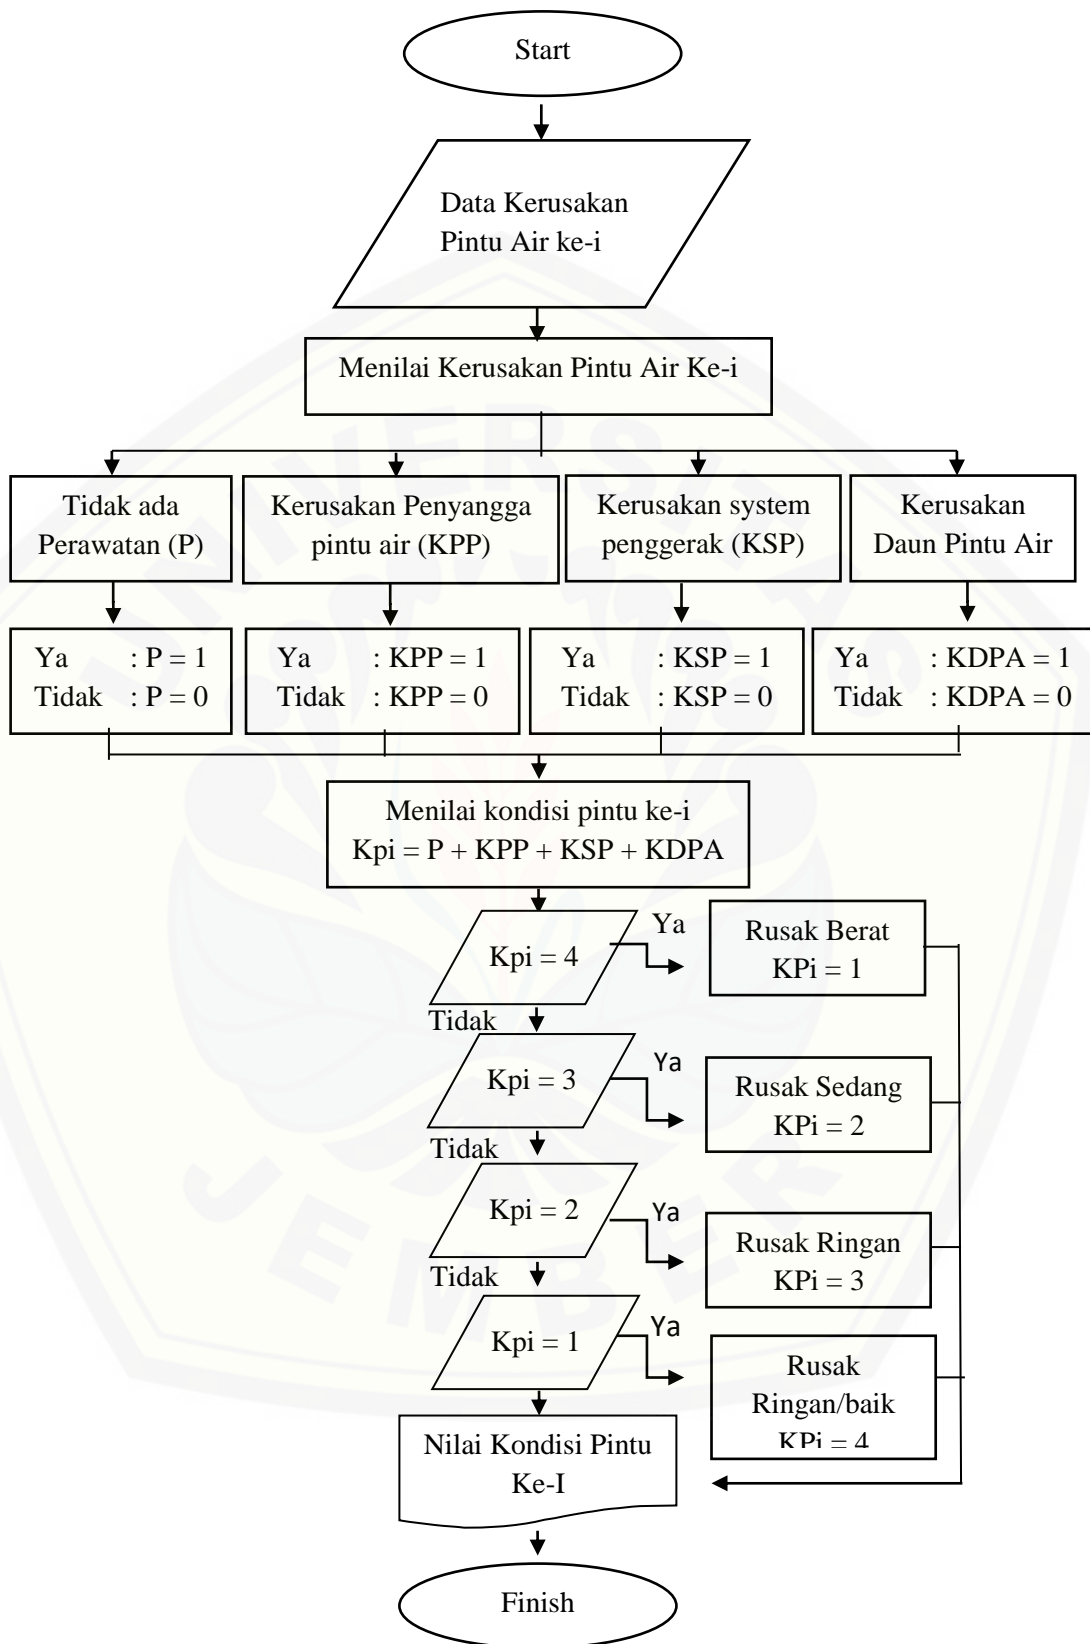 Start
Data Kerusakan
Pintu Air ke-i
Menilai Kerusakan Pintu Air Ke-i
Tidak ada
Perawatan (P)
Kerusakan Penyangga
pintu air (KPP)
Kerusakan system
penggerak (KSP)
Kerusakan
Daun Pintu Air
Ya : P = 1
Tidak : P = 0
Ya : KPP = 1
Tidak : KPP = 0
Ya : KSP = 1
Tidak : KSP = 0
Ya : KDPA = 1
Tidak : KDPA = 0
Menilai kondisi pintu ke-i
Kpi = P + KPP + KSP + KDPA
Kpi = 4
Ya
Rusak Berat
KPi = 1
Tidak
Kpi = 3
Ya
Rusak Sedang
KPi = 2
Tidak
Kpi = 2
Ya
Rusak Ringan
KPi = 3
Tidak
Kpi = 1
Ya
Rusak
Ringan/baik
KPi = 4
Nilai Kondisi Pintu
Ke-I
Finish
UNIVERSITAS
JEMBER